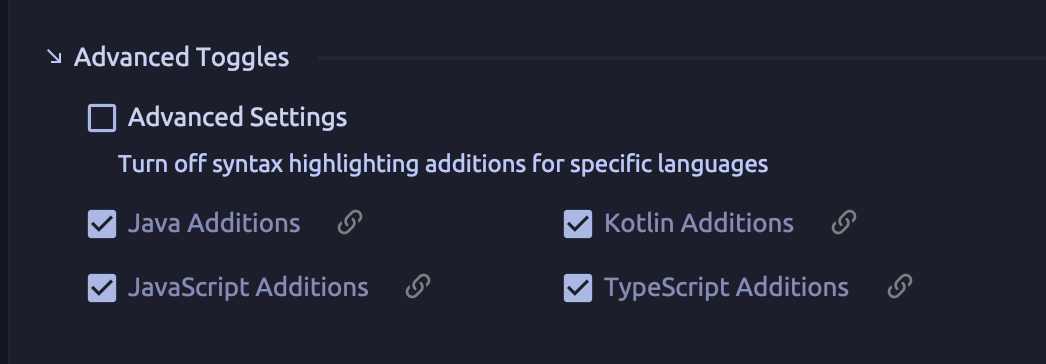 Advanced Toggles
Advanced Settings
Turn off syntax highlighting additions for specific languages
Java Additions
Kotlin Additions
JavaScript Additions
TypeScript Additions